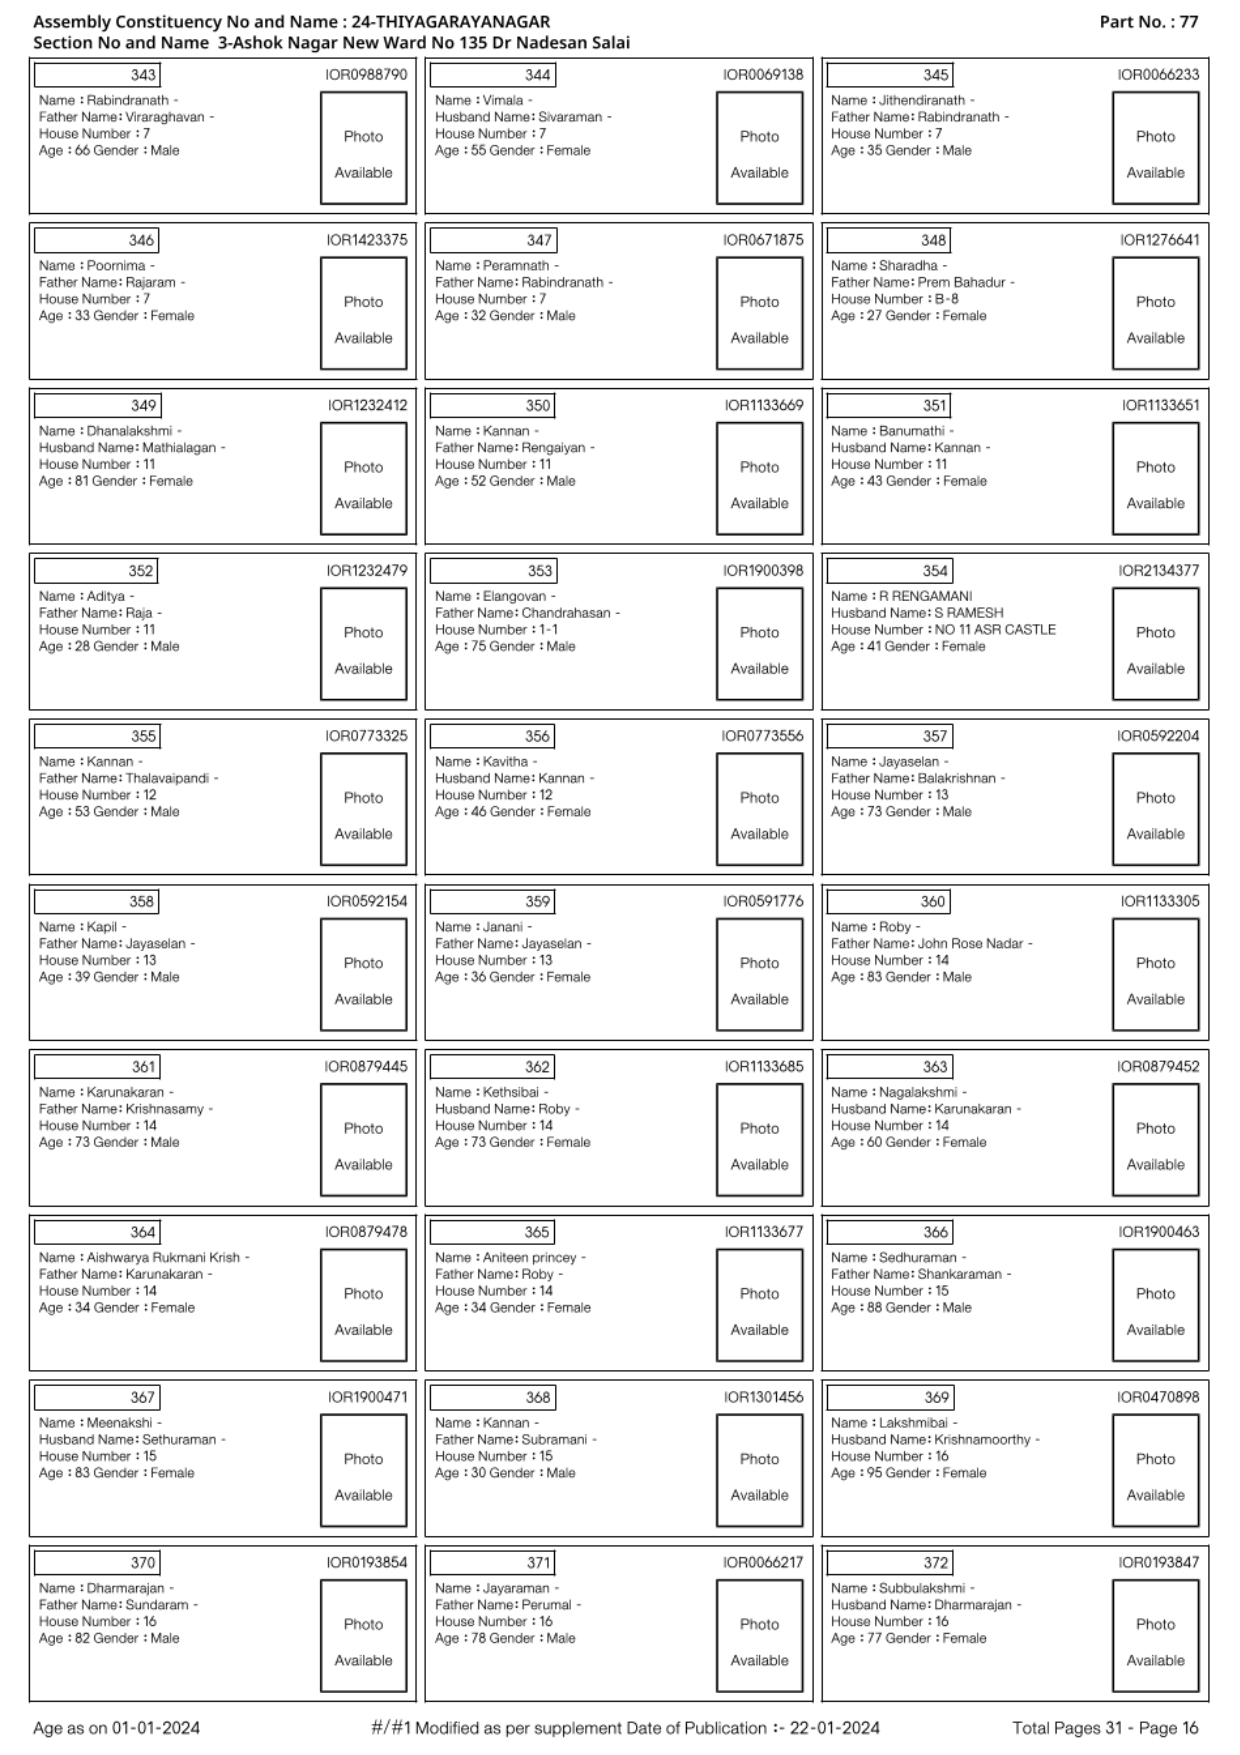 Assembly Constituency No and Name : 24-THIYAGARAYANAGAR
Part No. : 77
Section No and Name 3-Ashok Nagar New Ward No 135 Dr Nadesan Salai
343
IOR0988790
Name : Rabindranath -
Father Name: Viraraghavan -
House Number : 7
Age : 66 Gender : Male
Photo
Available
344
IOR0069138
Name : Vimala -
Husband Name: Sivaraman -
House Number : 7
Age : 55 Gender : Female
Photo
Available
345
IOR0066233
Name : Jithendiranath -
Father Name: Rabindranath -
House Number : 7
Age : 35 Gender : Male
Photo
Available
346
IOR1423375
Name : Poornima -
Father Name: Rajaram -
House Number : 7
Age : 33 Gender : Female
Photo
Available
347
IOR0671875
Name : Peramnath -
Father Name: Rabindranath -
House Number : 7
Age : 32 Gender : Male
Photo
Available
348
IOR1276641
Name : Sharadha -
Father Name: Prem Bahadur -
House Number : B-8
Age : 27 Gender : Female
Photo
Available
349
IOR1232412
Name : Dhanalakshmi -
Husband Name: Mathialagan -
House Number : 11
Age : 81 Gender : Female
Photo
Available
350
IOR1133669
Name : Kannan -
Father Name: Rengaiyan -
House Number : 11
Age : 52 Gender : Male
Photo
Available
351
IOR1133651
Name : Banumathi -
Husband Name: Kannan -
House Number : 11
Age : 43 Gender : Female
Photo
Available
352
IOR1232479
Name : Aditya -
Father Name: Raja -
House Number : 11
Age : 28 Gender : Male
Photo
Available
353
IOR1900398
Name : Elangovan -
Father Name: Chandrahasan -
House Number : 1-1
Age : 75 Gender : Male
Photo
Available
354
IOR2134377
Name : R RENGAMANI
Husband Name: S RAMESH
House Number : NO 11 ASR CASTLE
Age : 41 Gender : Female
Photo
Available
355
IOR0773325
Name : Kannan -
Father Name: Thalavaipandi -
House Number : 12
Age : 53 Gender : Male
Photo
Available
356
IOR0773556
Name : Kavitha -
Husband Name: Kannan -
House Number : 12
Age : 46 Gender : Female
Photo
Available
357
IOR0592204
Name : Jayaselan -
Father Name: Balakrishnan -
House Number : 13
Age : 73 Gender : Male
Photo
Available
358
IOR0592154
Name : Kapil -
Father Name: Jayaselan -
House Number : 13
Age : 39 Gender : Male
Photo
Available
359
IOR0591776
Name : Janani -
Father Name: Jayaselan -
House Number : 13
Age : 36 Gender : Female
Photo
Available
360
IOR1133305
Name : Roby -
Father Name: John Rose Nadar -
House Number : 14
Age : 83 Gender : Male
Photo
Available
361
IOR0879445
Name : Karunakaran -
Father Name: Krishnasamy -
House Number : 14
Age : 73 Gender : Male
Photo
Available
362
IOR1133685
Name : Kethsibai -
Husband Name: Roby -
House Number : 14
Age : 73 Gender : Female
Photo
Available
363
IOR0879452
Name : Nagalakshmi -
Husband Name: Karunakaran -
House Number : 14
Age : 60 Gender : Female
Photo
Available
364
IOR0879478
Name : Aishwarya Rukmani Krish -
Father Name: Karunakaran -
House Number : 14
Age : 34 Gender : Female
Photo
Available
365
IOR1133677
Name : Aniteen princey -
Father Name: Roby -
House Number : 14
Age : 34 Gender : Female
Photo
Available
366
IOR1900463
Name : Sedhuraman -
Father Name: Shankaraman -
House Number : 15
Age : 88 Gender : Male
Photo
Available
367
IOR1900471
Name : Meenakshi -
Husband Name: Sethuraman -
House Number : 15
Age : 83 Gender : Female
Photo
Available
368
IOR1301456
Name : Kannan -
Father Name: Subramani -
House Number : 15
Age : 30 Gender : Male
Photo
Available
369
IOR0470898
Name : Lakshmibai -
Husband Name: Krishnamoorthy -
House Number : 16
Age : 95 Gender : Female
Photo
Available
370
IOR0193854
Name : Dharmarajan -
Father Name: Sundaram -
House Number : 16
Age : 82 Gender : Male
Photo
Available
371
IOR0066217
Name : Jayaraman -
Father Name: Perumal -
House Number : 16
Age : 78 Gender : Male
Photo
Available
372
IOR0193847
Name : Subbulakshmi -
Husband Name: Dharmarajan -
House Number : 16
Age : 77 Gender : Female
Photo
Available
Age as on 01-01-2024
#/#1 Modified as per supplement Date of Publication :- 22-01-2024
Total Pages 31 - Page 16